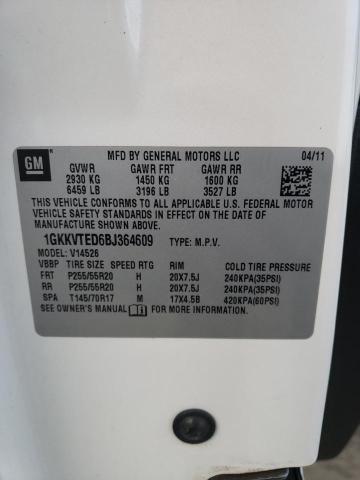 GM
MFD BY GENERAL MOTORS LLC 04/11
GVWR GAWR FRT GAWR RR
2930 KG 1450 KG 1600 KG
6459 LB 3196 LB 3527 LB
THIS VEHICLE CONFORMS TO ALL APPLICABLE U.S. FEDERAL MOTOR
VEHICLE SAFETY AND THEFT PREVENTION STANDARDS IN EFFECT ON THE DATE OF
MANUFACTURE SHOWN ABOVE.
1GKKVTED6BJ364609 TYPE: M.P.V.
MODEL: V14526
VBBP TIRE SIZE SPEED RTG RIM COLD TIRE PRESSURE
FRT P255/55R20 H 20X7.5J 240KPA(35PSI)
RR P255/55R20 H 20X7.5J 240KPA(35PSI)
SPA T145/70R17 M 17X4.5B 420KPA(60PSI)
SEE OWNER'S MANUAL FOR MORE INFORMATION.